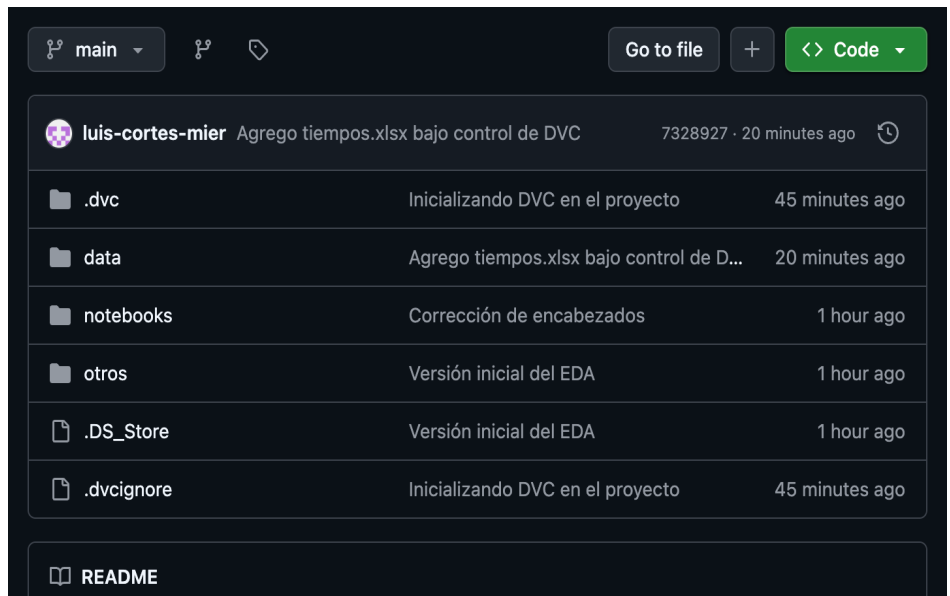 main Go to file + <> Code
luis-cortes-mier Agrego tiempos.xlsx bajo control de DVC 7328927 · 20 minutes ago
.dvc Inicializando DVC en el proyecto 45 minutes ago
data Agrego tiempos.xlsx bajo control de D... 20 minutes ago
notebooks Corrección de encabezados 1 hour ago
otros Versión inicial del EDA 1 hour ago
.DS_Store Versión inicial del EDA 1 hour ago
.dvcignore Inicializando DVC en el proyecto 45 minutes ago
README